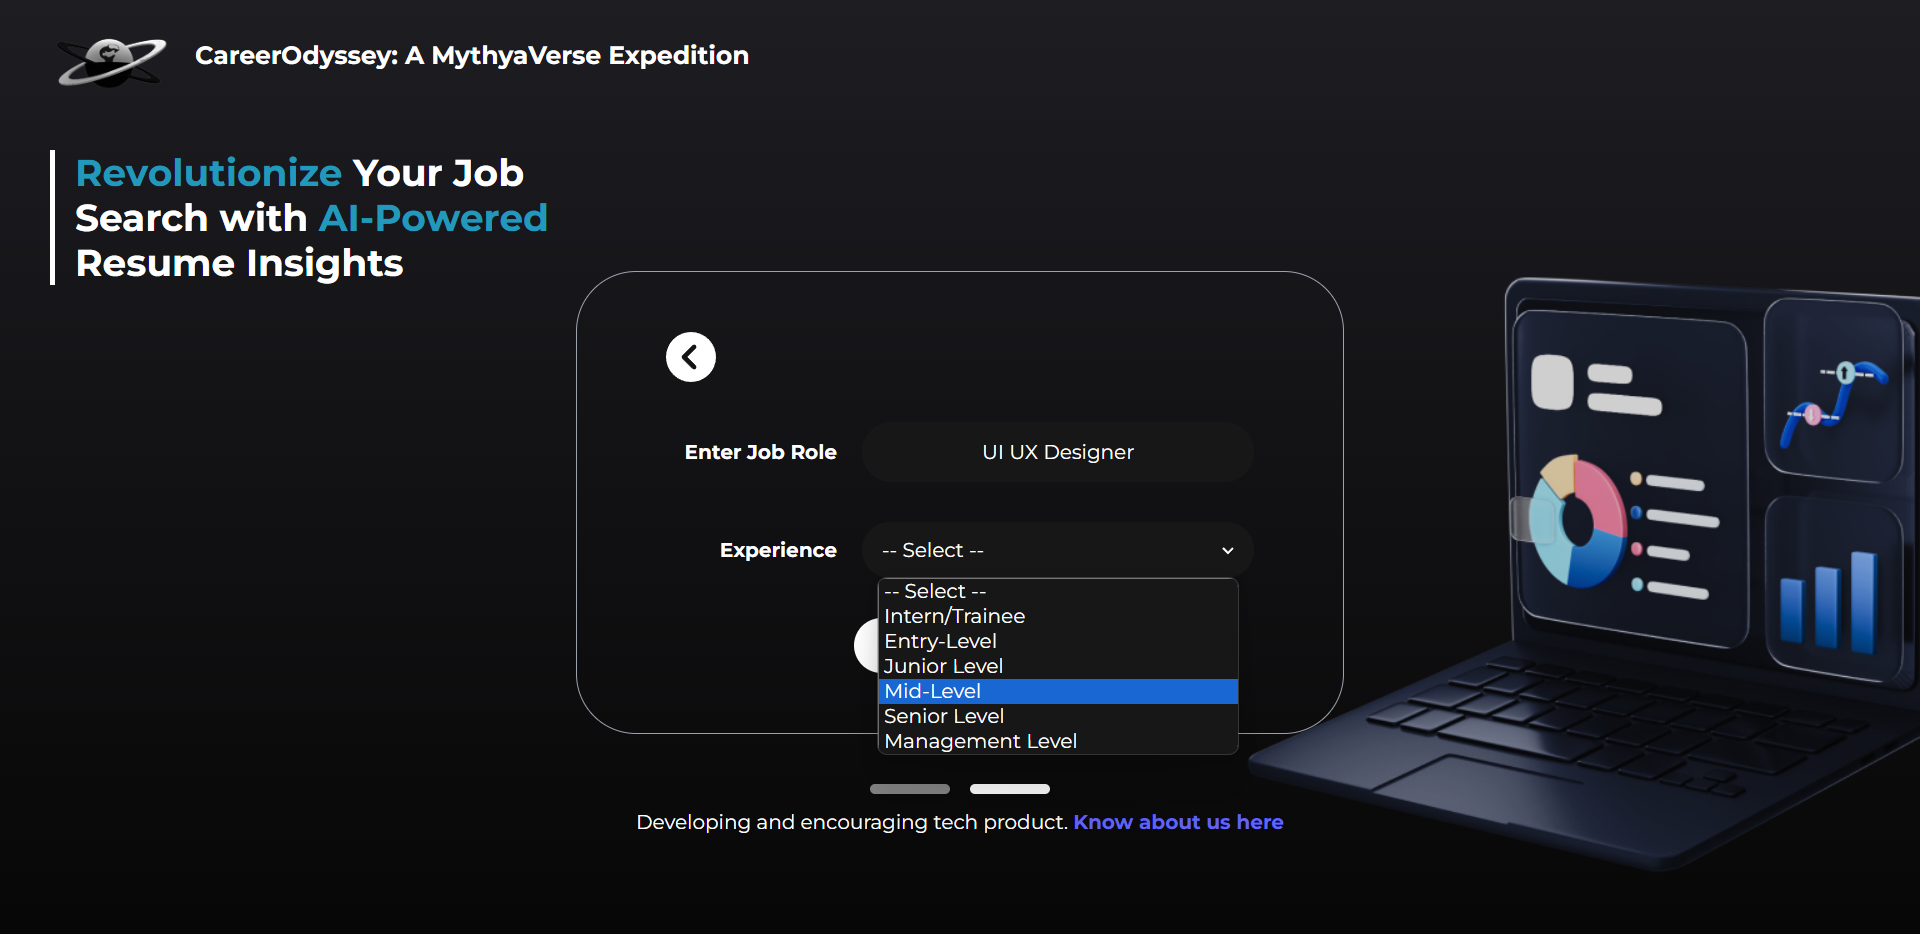 CareerOdyssey: A MythyaVerse Expedition
Revolutionize Your Job
Search with AI-Powered
Resume Insights
Enter Job Role
UI UX Designer
Experience
-- Select --
-- Select --
Intern/Trainee
Entry-Level
Junior Level
Mid-Level
Senior Level
Management Level
Developing and encouraging tech product. Know about us here